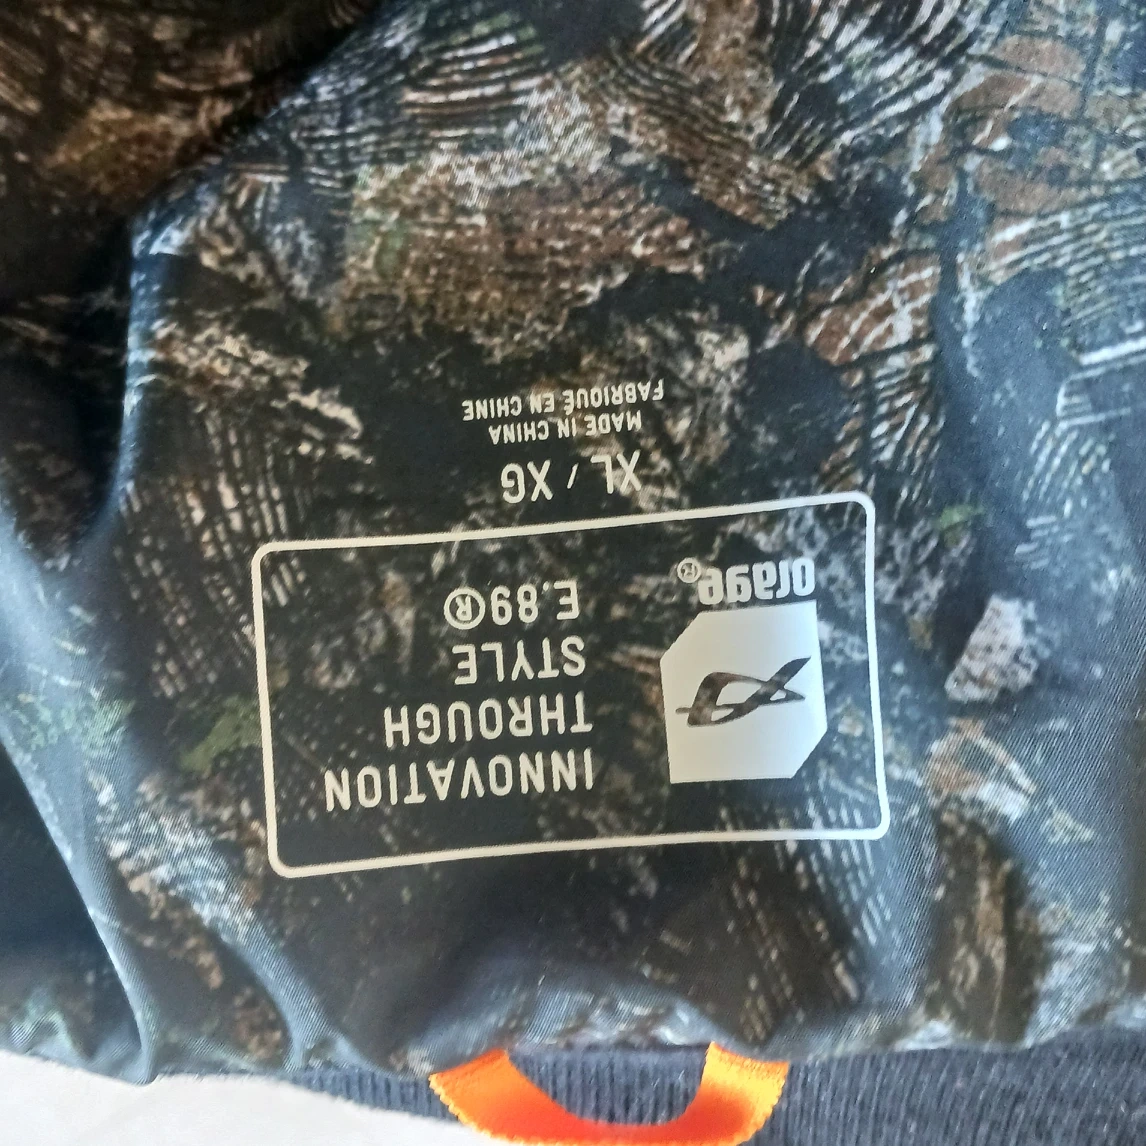 orage®
INNOVATION
THROUGH
STYLE
E.89®
XL / XG
MADE IN CHINA
FABRIQUÉ EN CHINE